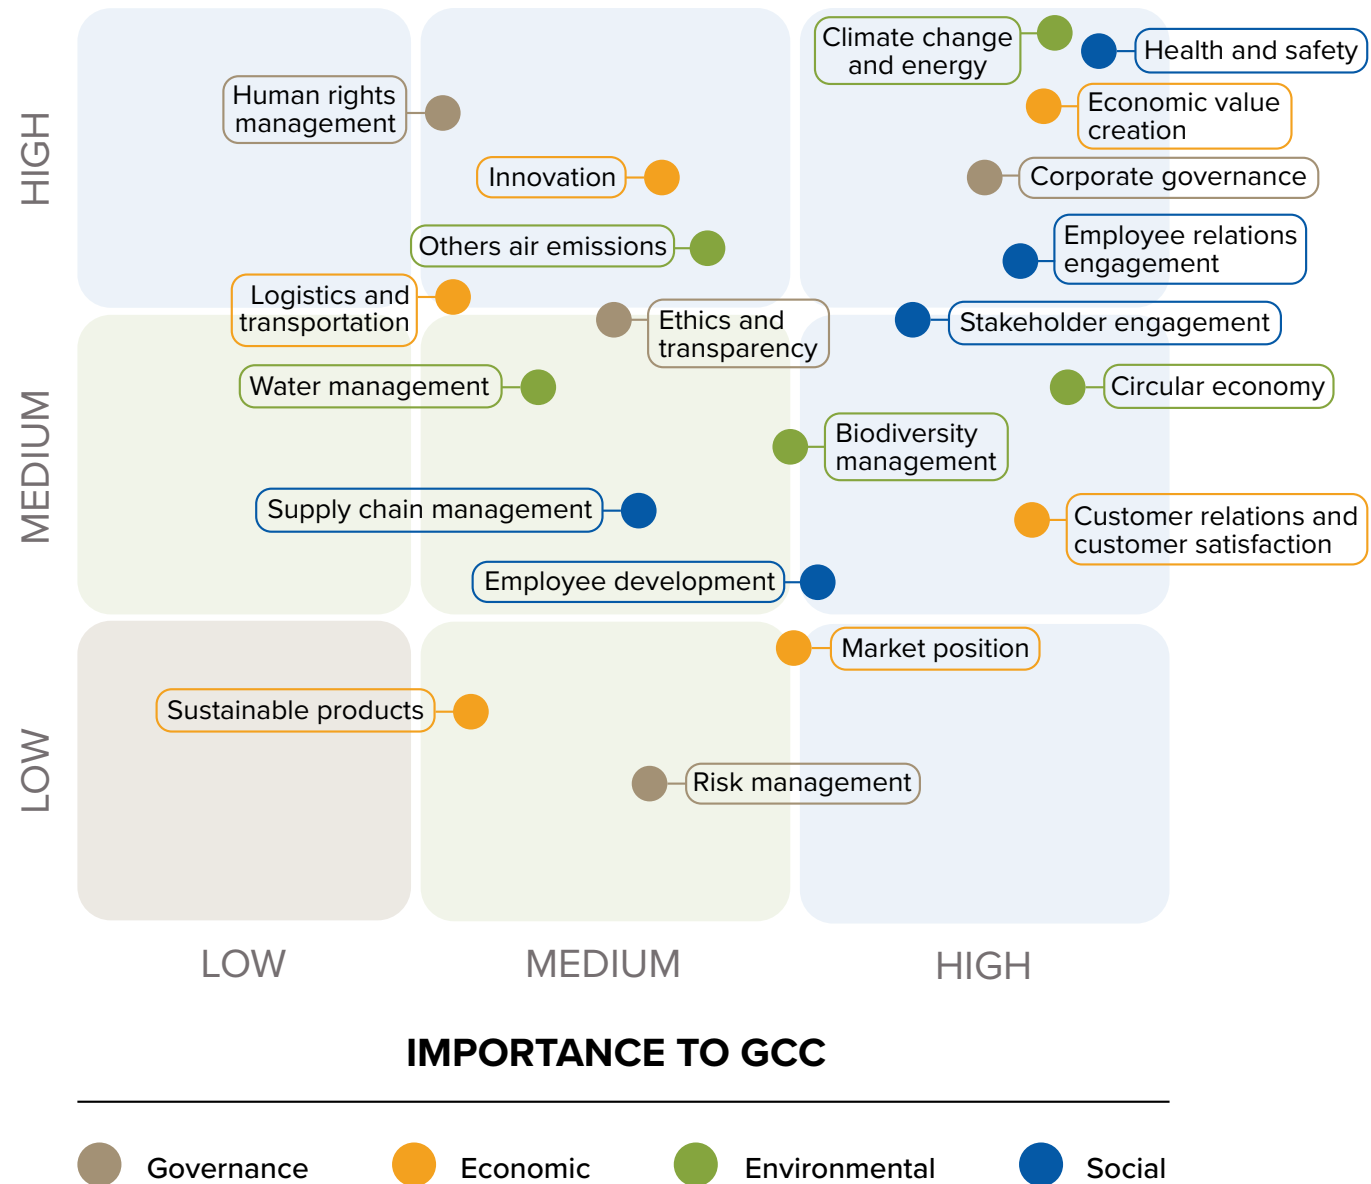 Climate change
and energy
Health and safety
Human rights
management
Economic value
creation
Innovation
Corporate governance
Others air emissions
Employee relations
engagement
HIGH
Logistics and
transportation
Ethics and
transparency
Stakeholder engagement
Water management
Circular economy
Biodiversity
management
MEDIUM
Supply chain management
Customer relations and
customer satisfaction
Employee development
Market position
Sustainable products
LOW
Risk management
LOW
MEDIUM
HIGH
IMPORTANCE TO GCC
Governance
Economic
Environmental
Social